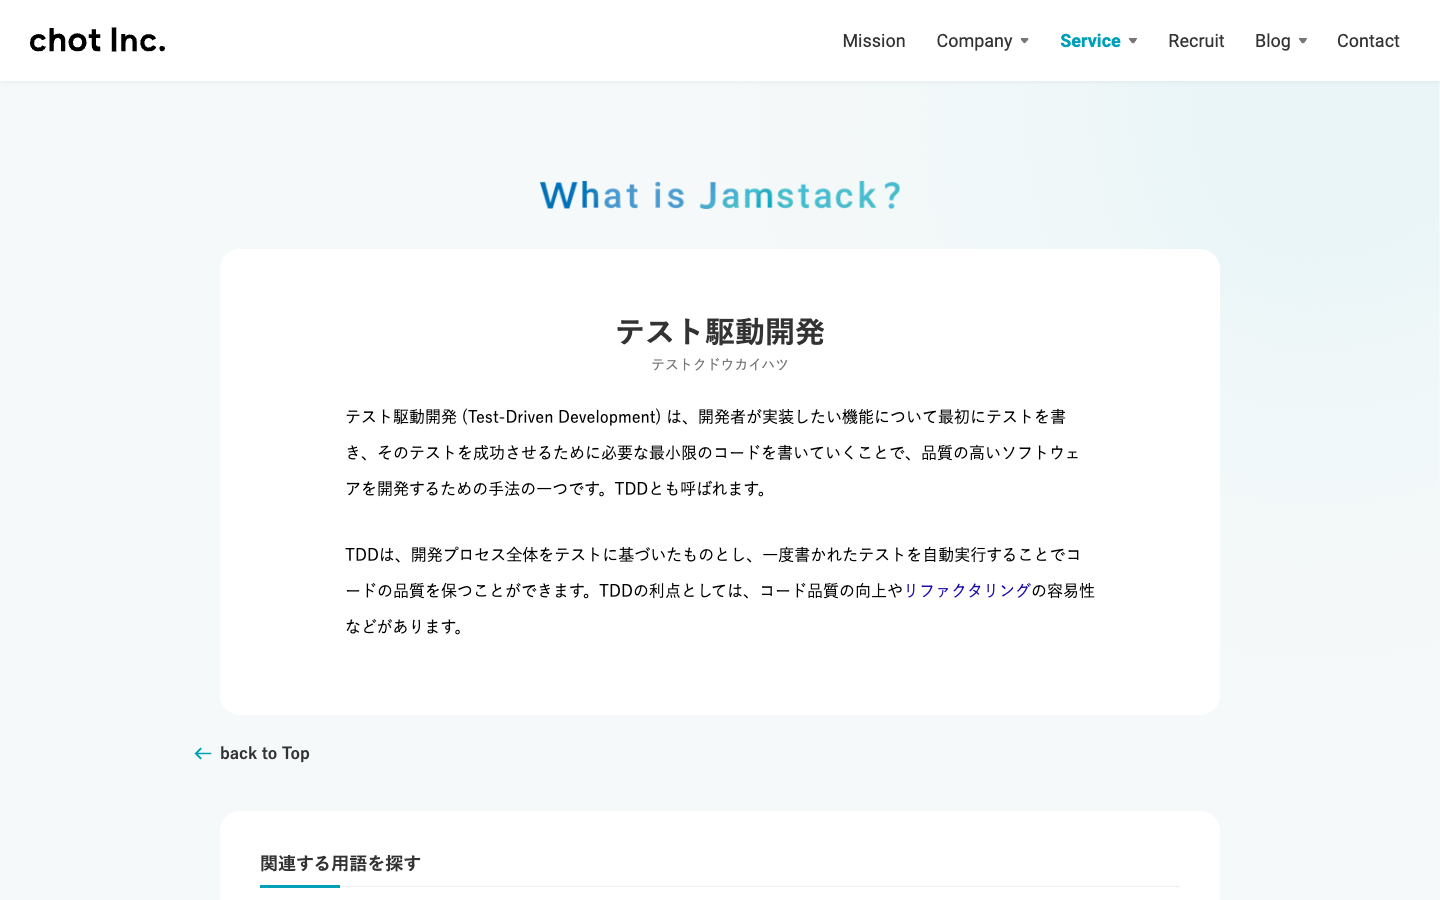 chot Inc.
Mission Company Service Recruit Blog Contact
What is Jamstack?
テスト駆動開発
テストクドウカイハツ
テスト駆動開発 (Test-Driven Development) は、開発者が実装したい機能について最初にテストを書
き、そのテストを成功させるために必要な最小限のコードを書いていくことで、品質の高いソフトウェ
アを開発するための手法の一つです。TDDとも呼ばれます。
TDDは、開発プロセス全体をテストに基づいたものとし、一度書かれたテストを自動実行することでコ
ードの品質を保つことができます。TDDの利点としては、コード品質の向上やリファクタリングの容易性
などがあります。
back to Top
関連する用語を探す